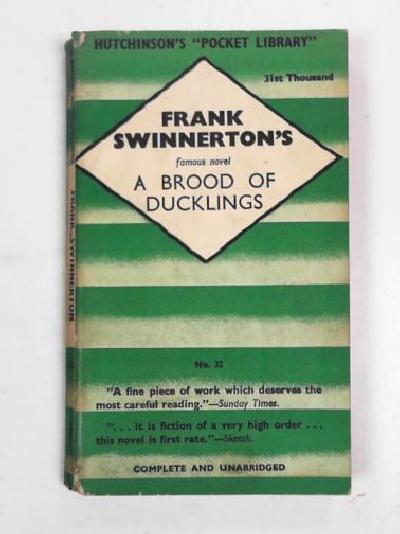 HUTCHINSON'S "POCKET LIBRARY"
31st Thousand
FRANK
SWINNERTON'S
famous novel
A BROOD OF
DUCKLINGS
FRANK SWINNERTON
No. XI
"A fine piece of work which deserves the
most careful reading."—Sunday Times.
". . . it is fiction of a very high order . . .
this novel is first rate."—Sketch.
COMPLETE AND UNABRIDGED